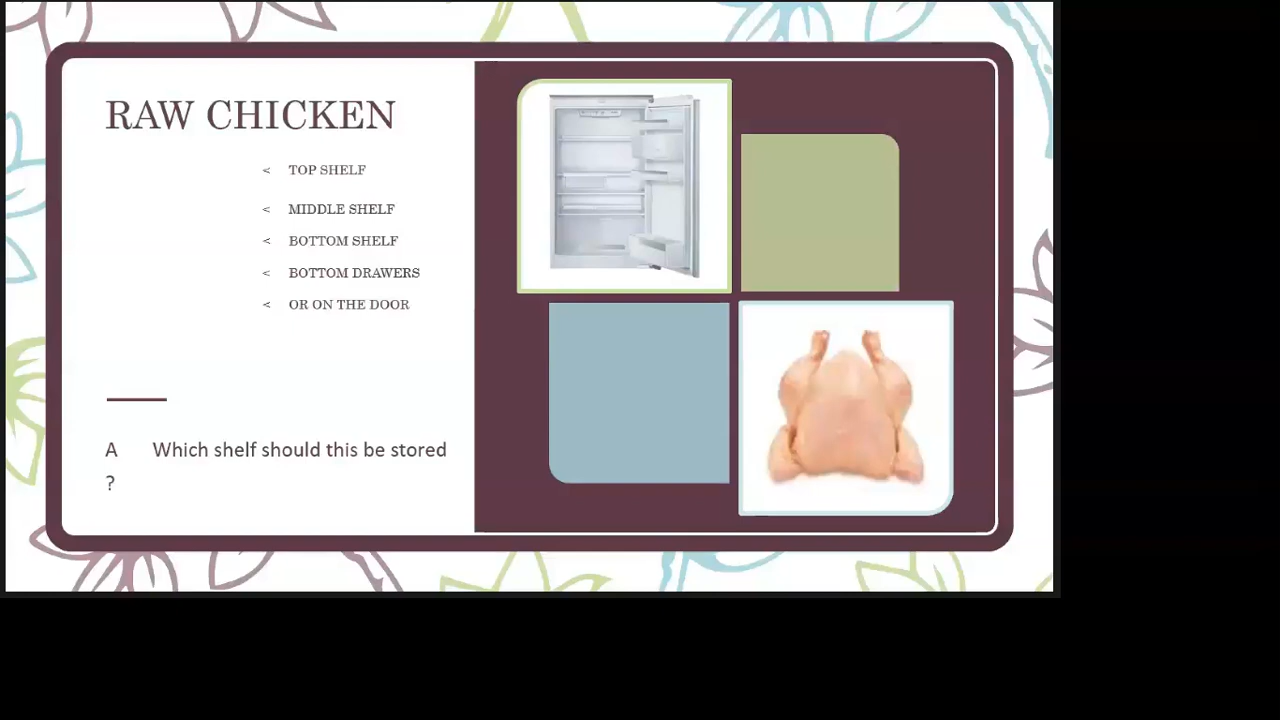 RAW CHICKEN
< TOP SHELF
< MIDDLE SHELF
< BOTTOM SHELF
< BOTTOM DRAWERS
< OR ON THE DOOR
A Which shelf should this be stored
?